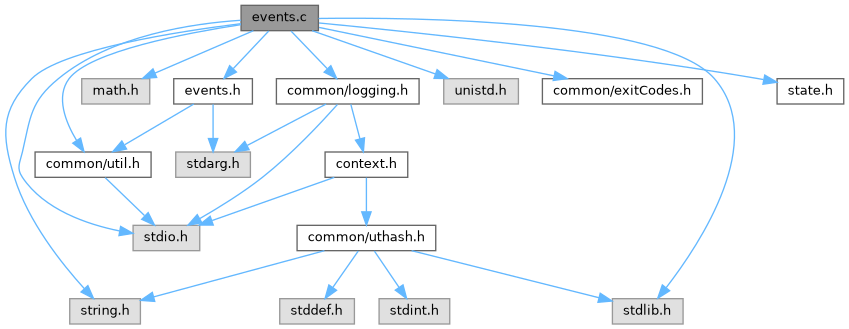 events.c
math.h
events.h
common/logging.h
unistd.h
common/exitCodes.h
state.h
common/util.h
stdarg.h
context.h
stdio.h
common/uthash.h
string.h
stddef.h
stdint.h
stdlib.h